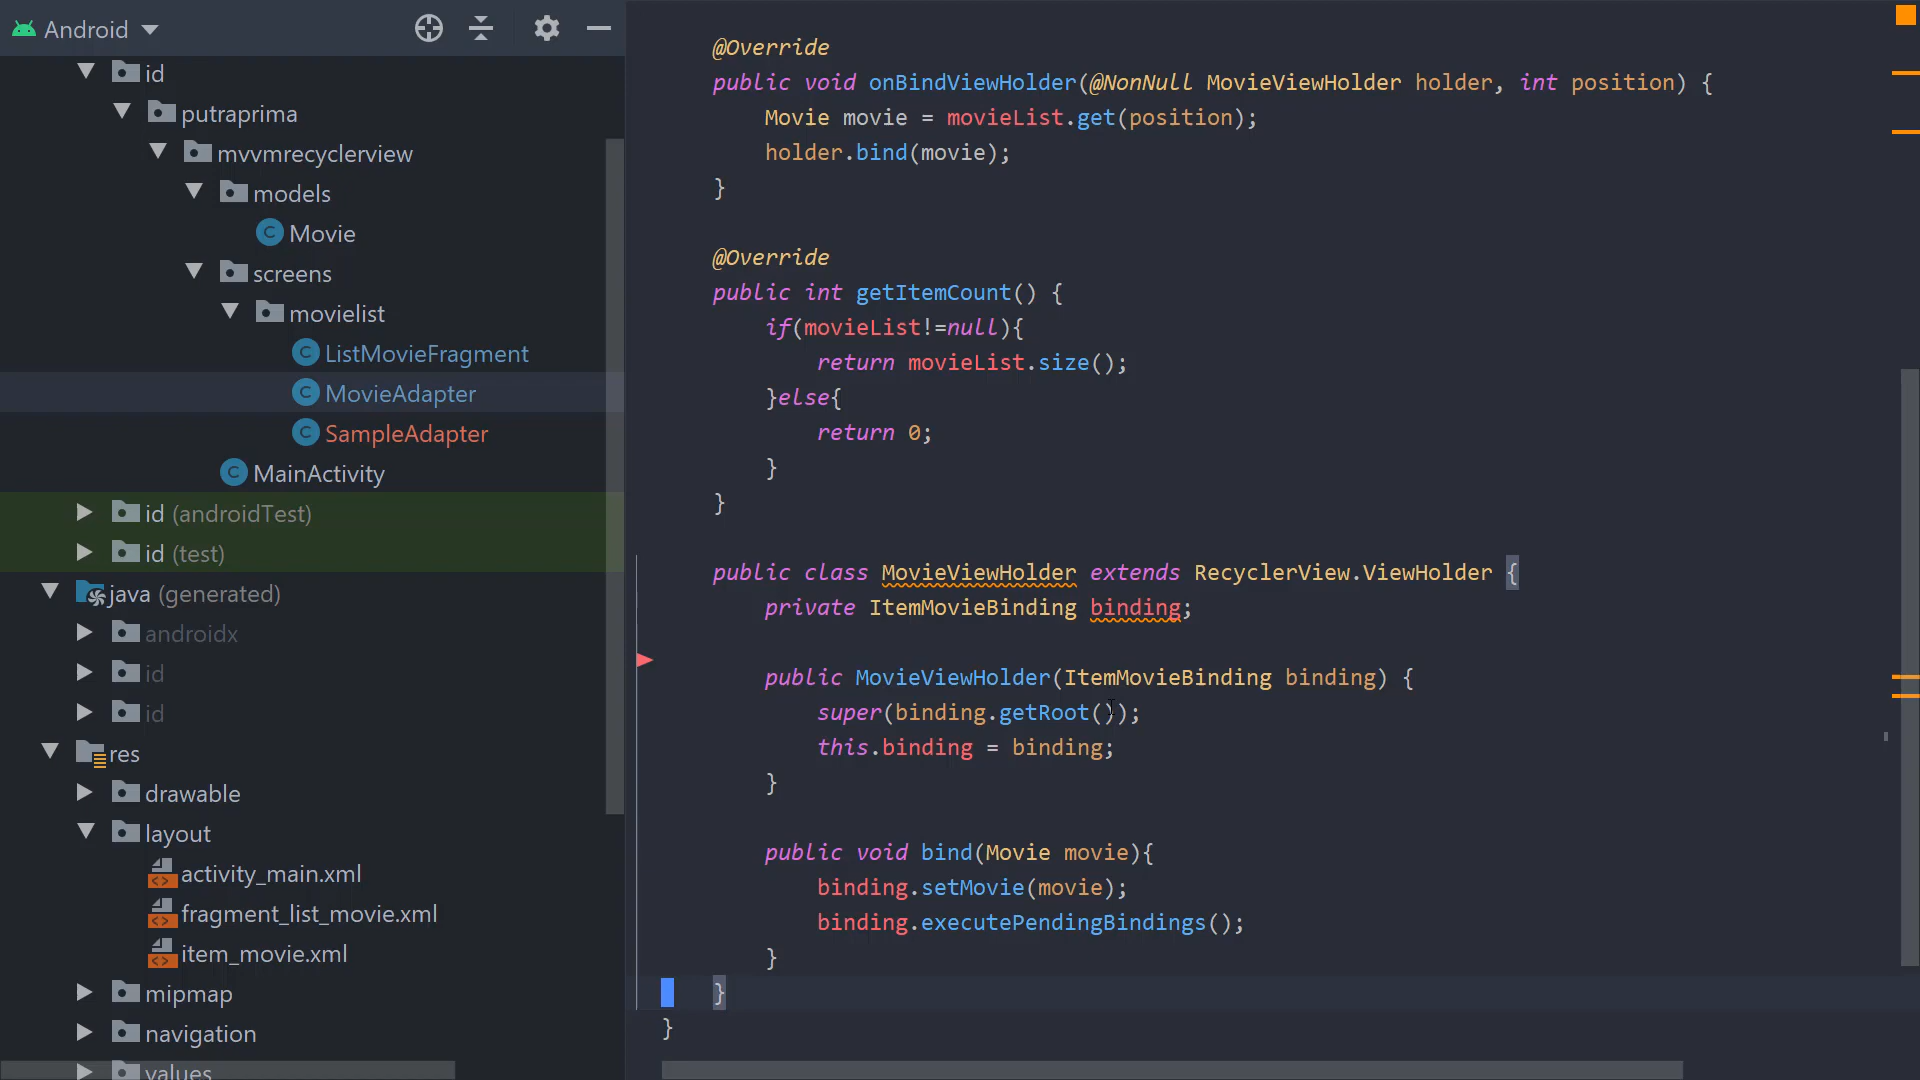 Android
id
putraprima
mvvmrecyclerview
models
Movie
screens
movielist
ListMovieFragment
MovieAdapter
SampleAdapter
MainActivity
id (androidTest)
id (test)
java (generated)
androidx
id
id
res
drawable
layout
activity_main.xml
fragment_list_movie.xml
item_movie.xml
mipmap
navigation
values
@Override
public void onBindViewHolder(@NonNull MovieViewHolder holder, int position) {
Movie movie = movieList.get(position);
holder.bind(movie);
}
@Override
public int getItemCount() {
if(movieList!=null){
return movieList.size();
}else{
return 0;
}
}
public class MovieViewHolder extends RecyclerView.ViewHolder {
private ItemMovieBinding binding;
public MovieViewHolder(ItemMovieBinding binding) {
super(binding.getRoot());
this.binding = binding;
}
public void bind(Movie movie){
binding.setMovie(movie);
binding.executePendingBindings();
}
}
}